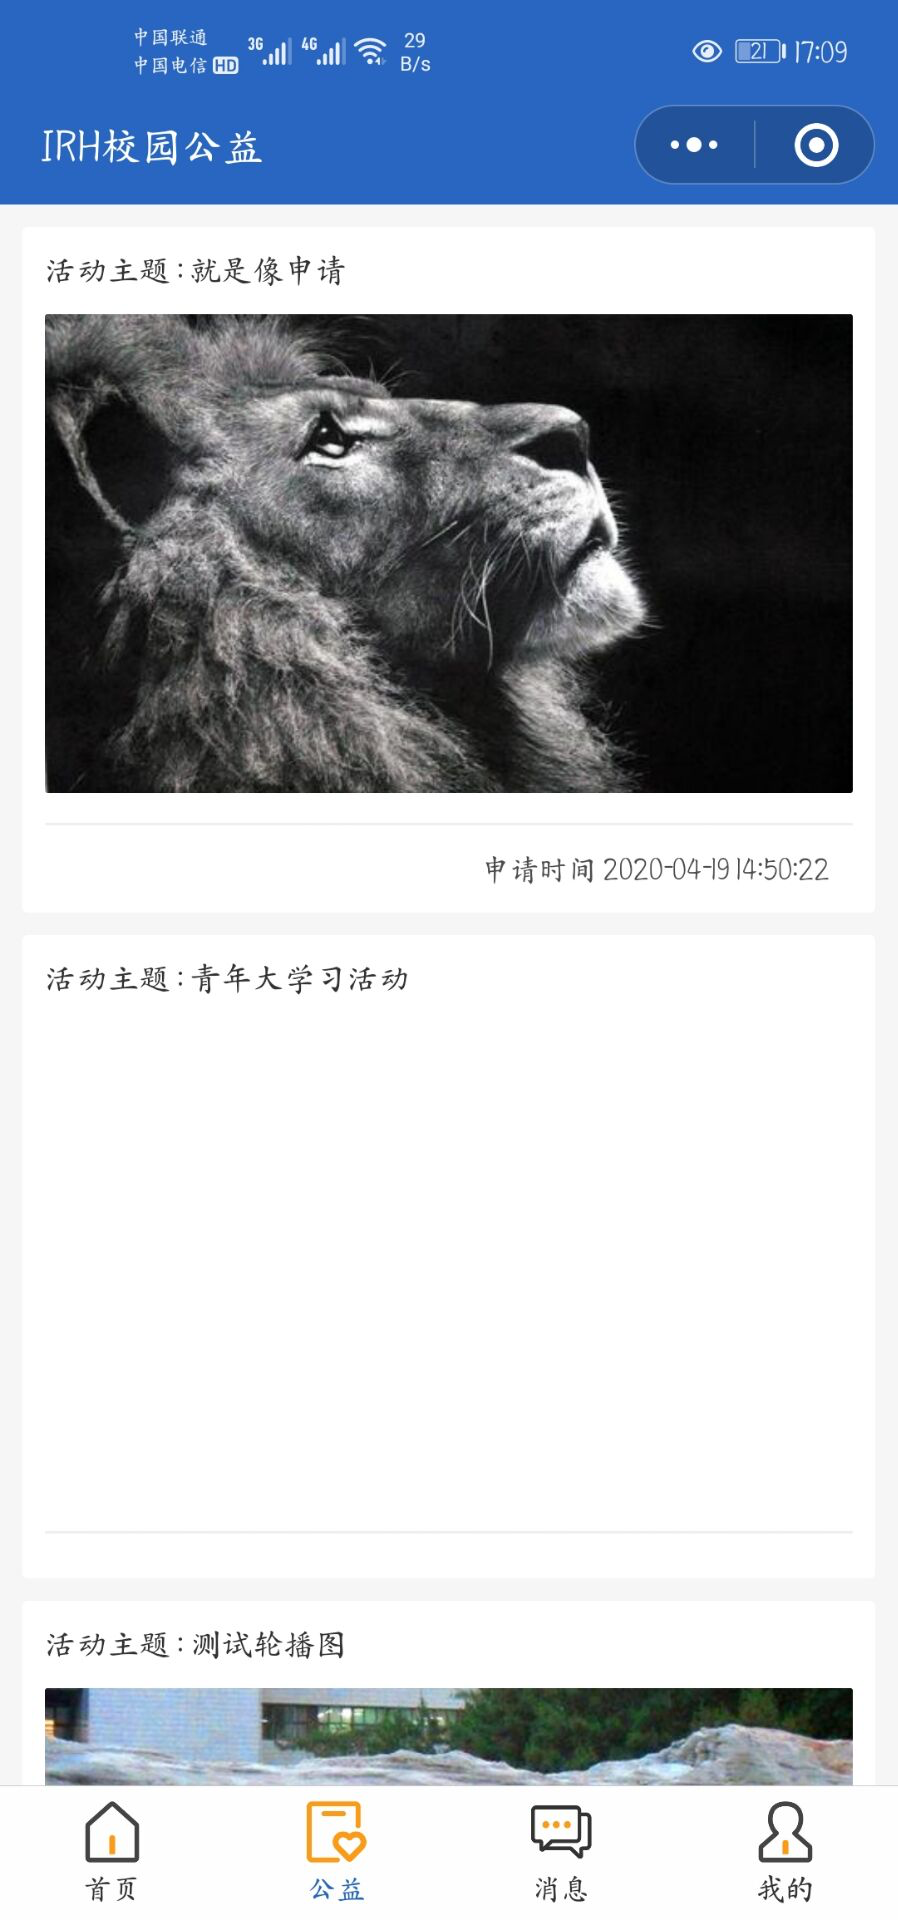 中国联通
中国电信 HD
3G
4G
29
B/s
21
17:09
IRH校园公益
活动主题:就是像申请
申请时间 2020-04-19 14:50:22
活动主题:青年大学习活动
活动主题:测试轮播图
首页
公益
消息
我的